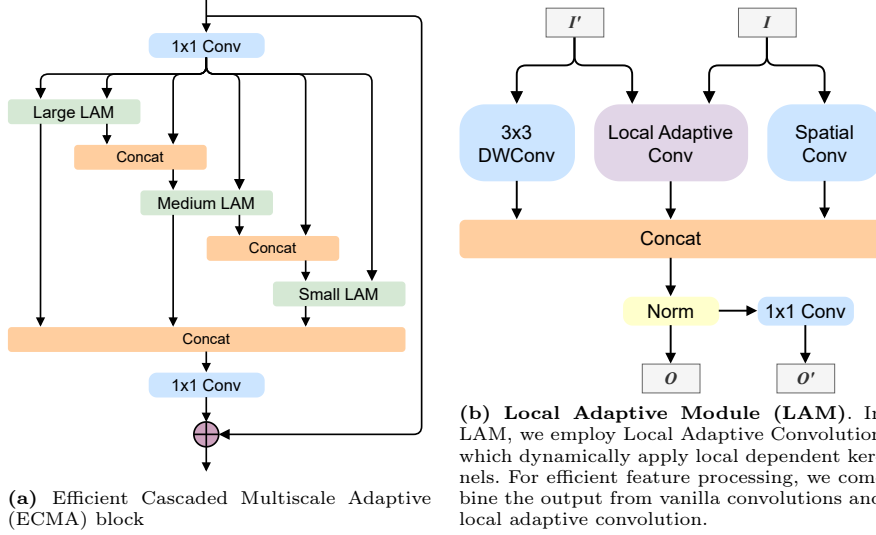 1x1 Conv
Large LAM
Concat
Medium LAM
Concat
Small LAM
Concat
1x1 Conv
(a) Efficient Cascaded Multiscale Adaptive
(ECMA) block
I'
I
3x3
DWConv
Local Adaptive
Conv
Spatial
Conv
Concat
Norm
1x1 Conv
O
O'
(b) Local Adaptive Module (LAM). In
LAM, we employ Local Adaptive Convolution
which dynamically apply local dependent ker
nels. For efficient feature processing, we com
bine the output from vanilla convolutions and
local adaptive convolution.